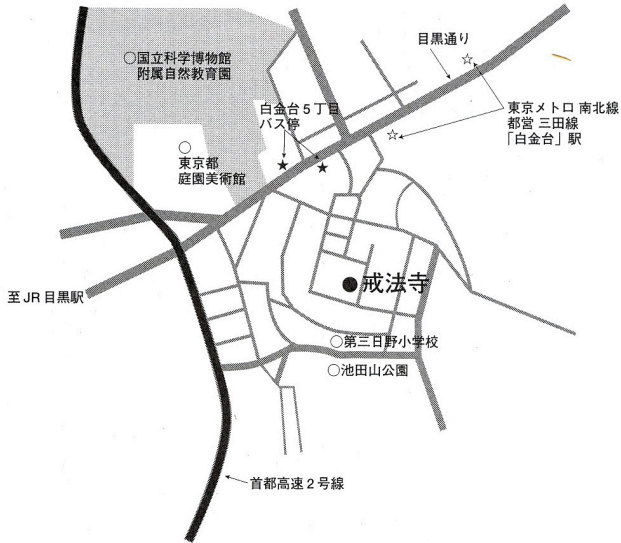 目黒通り
○国立科学博物館
附属自然教育園
白金台5丁目
バス停
東京メトロ 南北線
都営 三田線
「白金台」駅
東京都
庭園美術館
戒法寺
至JR目黒駅
○第三日野小学校
○池田山公園
首都高速2号線